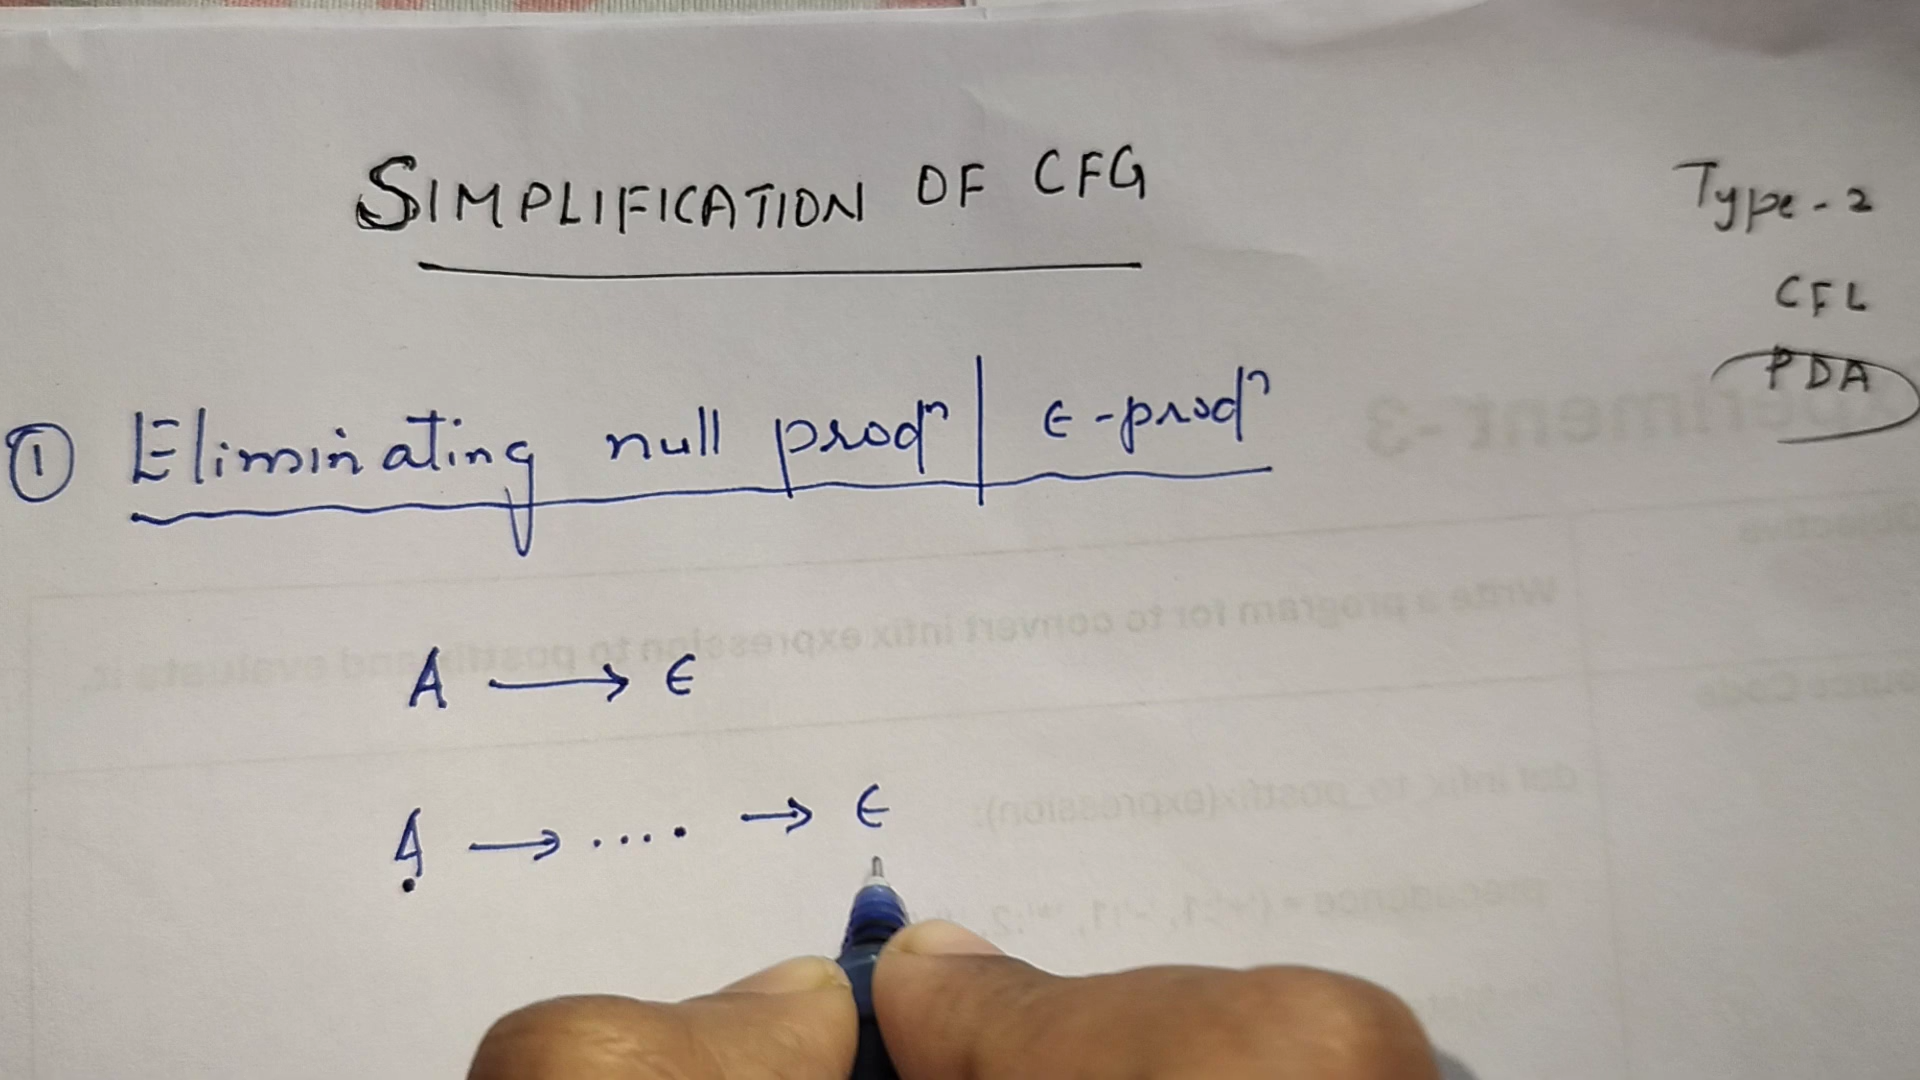 SIMPLIFICATION OF CFG
Type-2
CFL
PDA
① Eliminating null prodⁿ | ϵ-prodⁿ
A ⟶ ϵ
A ⟶ .... ⟶ ϵ